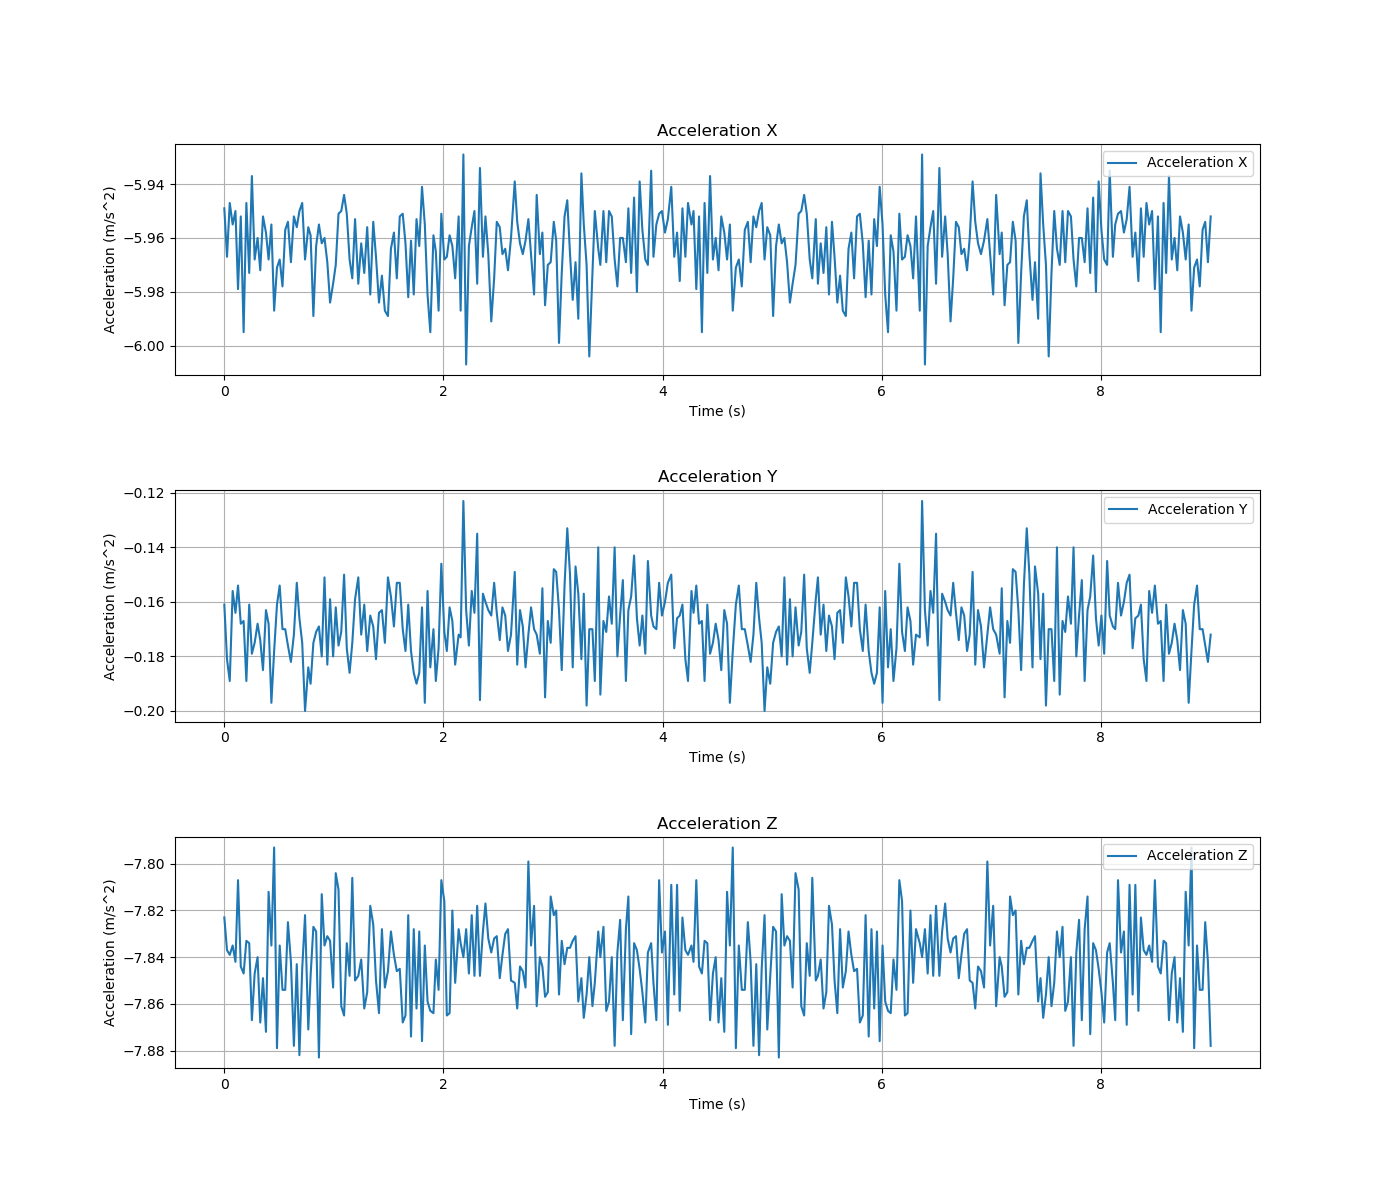 Acceleration X
Acceleration X
−5.94
−5.96
−5.98
−6.00
Acceleration (m/s^2)
0 2 4 6 8
Time (s)
Acceleration Y
Acceleration Y
−0.12
−0.14
−0.16
−0.18
−0.20
Acceleration (m/s^2)
0 2 4 6 8
Time (s)
Acceleration Z
Acceleration Z
−7.80
−7.82
−7.84
−7.86
−7.88
Acceleration (m/s^2)
0 2 4 6 8
Time (s)